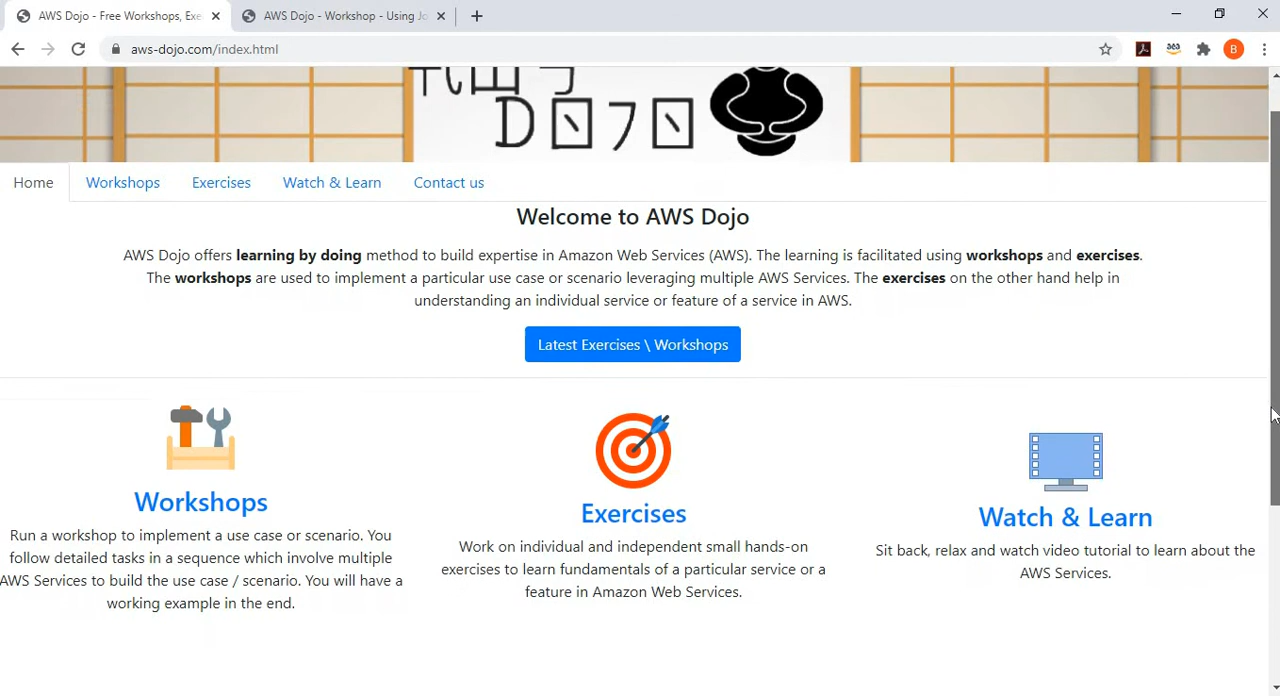 AWS Dojo - Free Workshops, Exe
AWS Dojo - Workshop - Using Jo
aws-dojo.com/index.html
B
Home
Workshops
Exercises
Watch & Learn
Contact us
Welcome to AWS Dojo
AWS Dojo offers learning by doing method to build expertise in Amazon Web Services (AWS). The learning is facilitated using workshops and exercises.
The workshops are used to implement a particular use case or scenario leveraging multiple AWS Services. The exercises on the other hand help in
understanding an individual service or feature of a service in AWS.
Latest Exercises \ Workshops
Workshops
Run a workshop to implement a use case or scenario. You
follow detailed tasks in a sequence which involve multiple
AWS Services to build the use case / scenario. You will have a
working example in the end.
Exercises
Work on individual and independent small hands-on
exercises to learn fundamentals of a particular service or a
feature in Amazon Web Services.
Watch & Learn
Sit back, relax and watch video tutorial to learn about the
AWS Services.